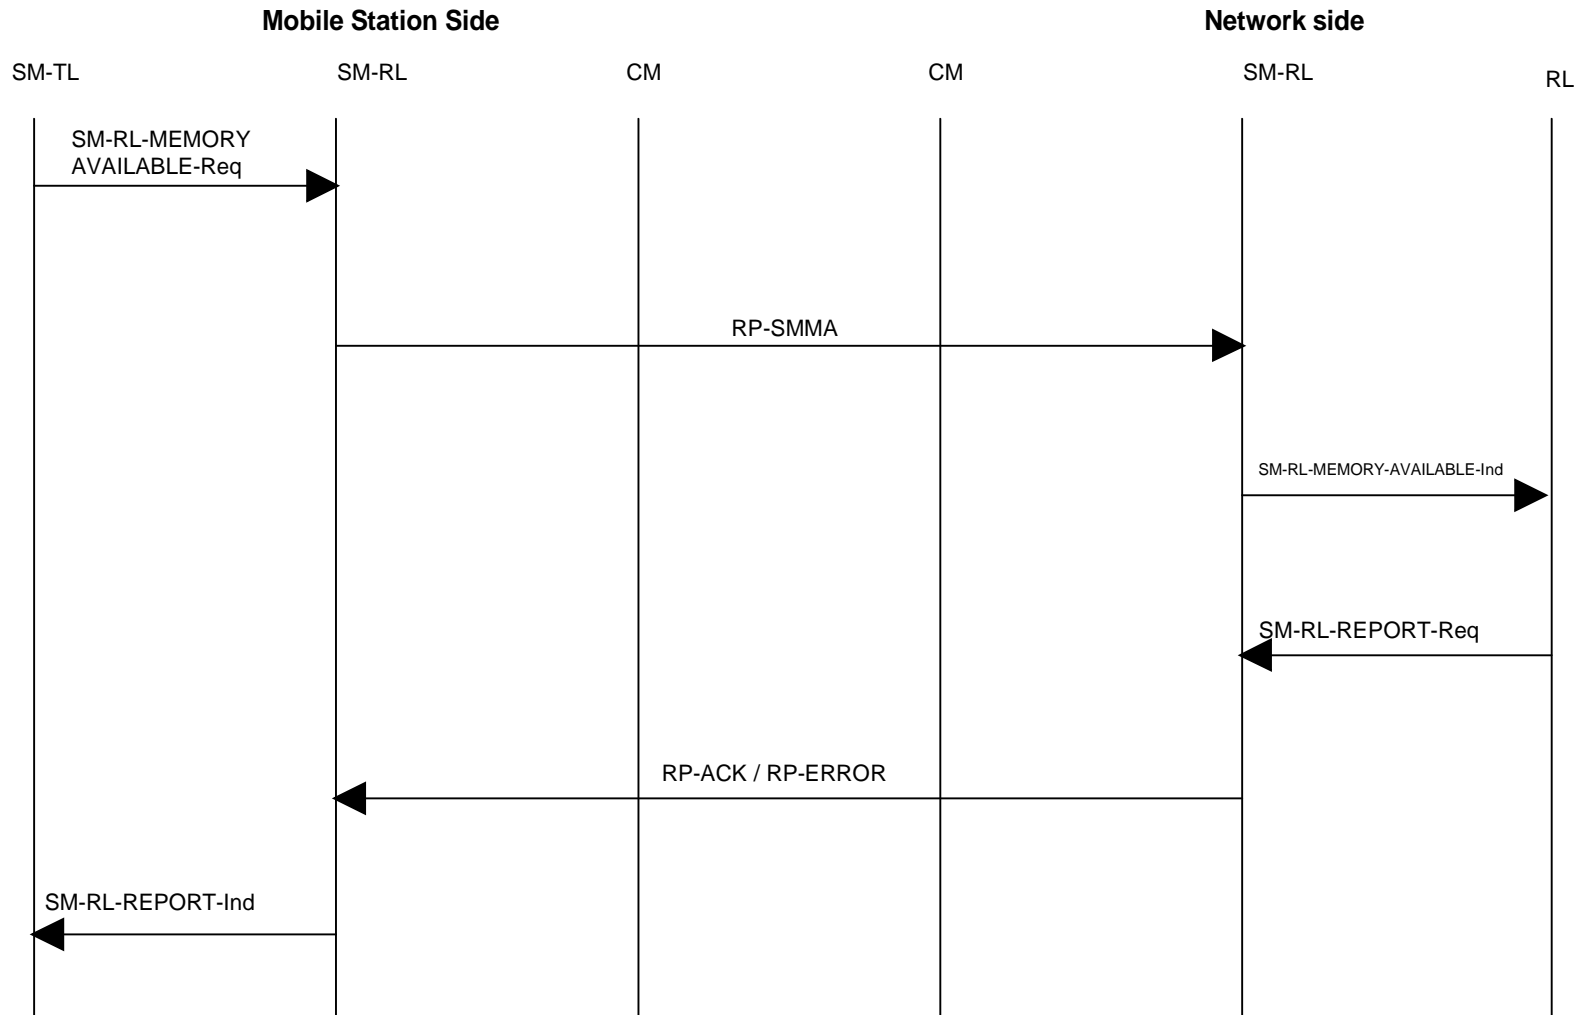 Mobile Station Side
Network side
SM-TL
SM-RL
CM
CM
SM-RL
RL
SM-RL-MEMORY
AVAILABLE-Req
RP-SMMA
SM-RL-MEMORY-AVAILABLE-Ind
SM-RL-REPORT-Req
RP-ACK / RP-ERROR
SM-RL-REPORT-Ind